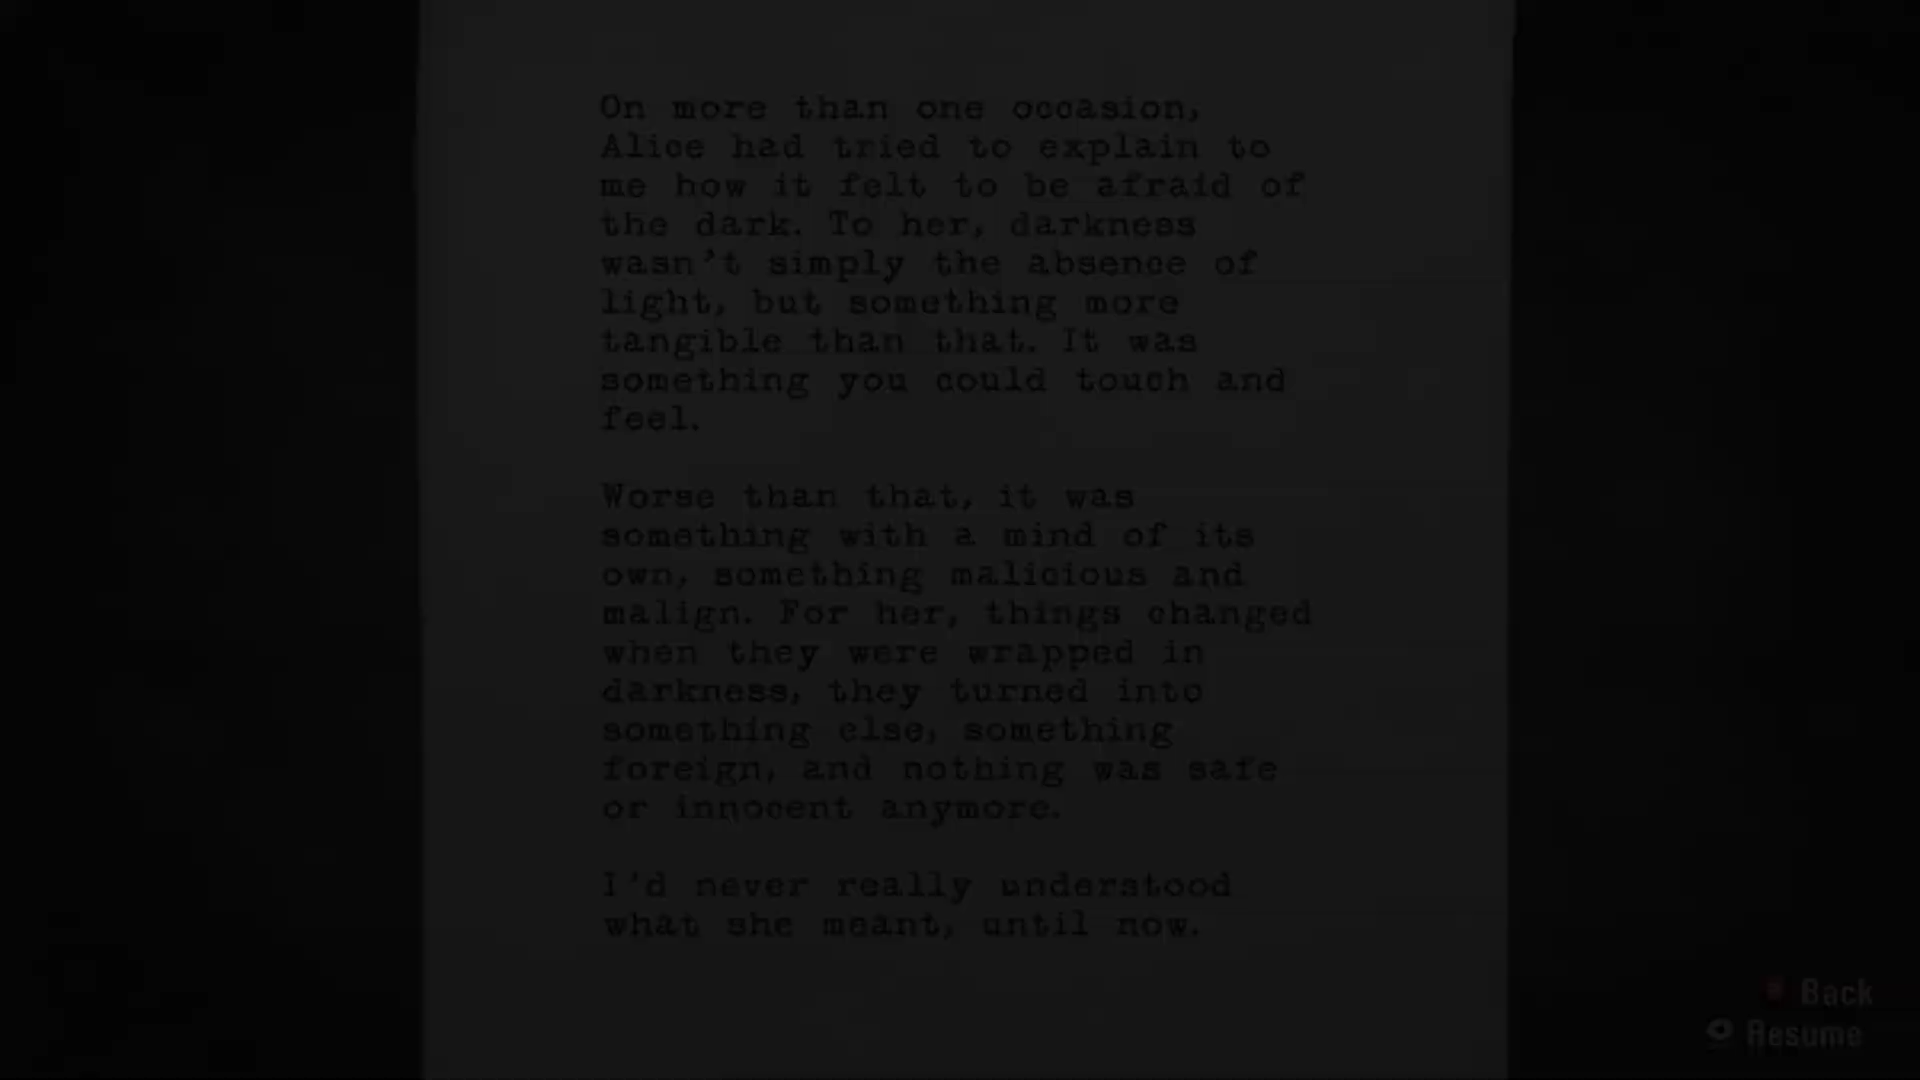 On more than one occasion,
Alice had tried to explain to
me how it felt to be afraid of
the dark. To her, darkness
wasn't simply the absence of
light, but something more
tangible than that. It was
something you could touch and
feel.
Worse than that, it was
something with a mind of its
own, something malicious and
malign. For her, things changed
when they were wrapped in
darkness, they turned into
something else, something
foreign, and nothing was safe
or innocent anymore.
I'd never really understood
what she meant, until now.
Back
Resume